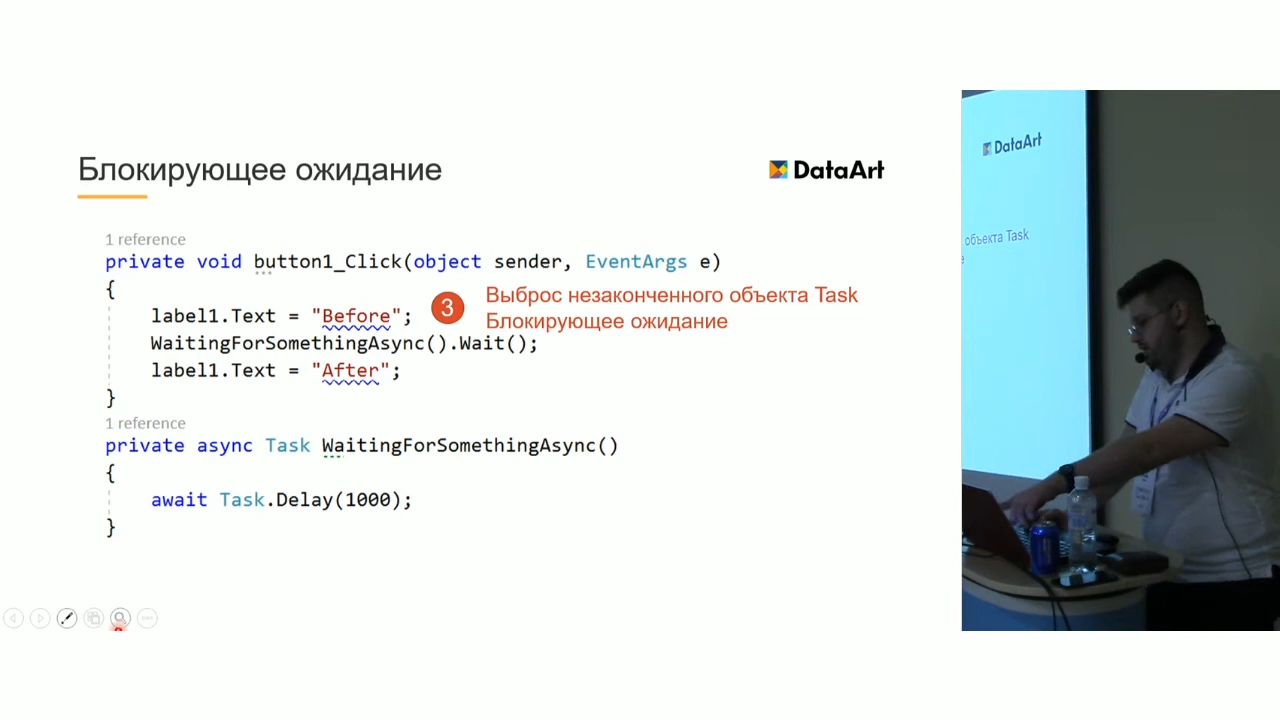 Блокирующее ожидание
DataArt
1 reference
private void button1_Click(object sender, EventArgs e)
{
label1.Text = "Before";
3
Выброс незаконченного объекта Task
Блокирующее ожидание
WaitingForSomethingAsync().Wait();
label1.Text = "After";
}
1 reference
private async Task WaitingForSomethingAsync()
{
await Task.Delay(1000);
}
DataArt
объекта Task
е